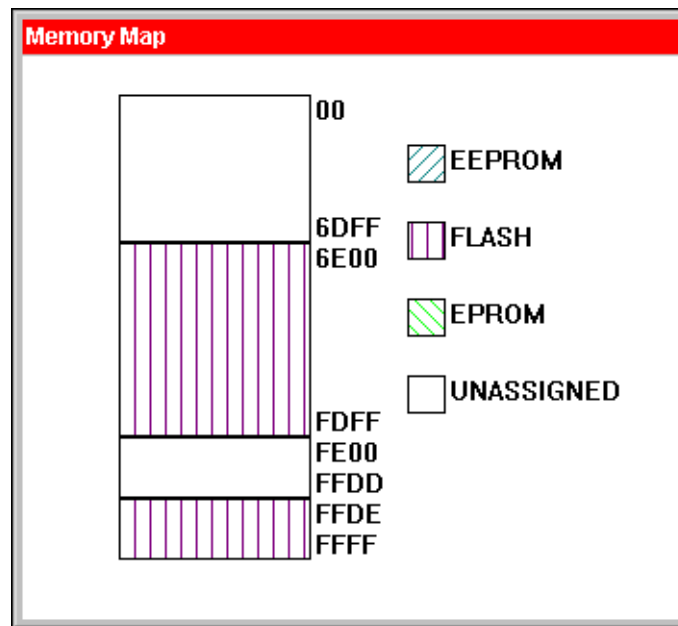 Memory Map
00
6DFF
6E00
FDFF
FE00
FFDD
FFDE
FFFF
EEPROM
FLASH
EPROM
UNASSIGNED